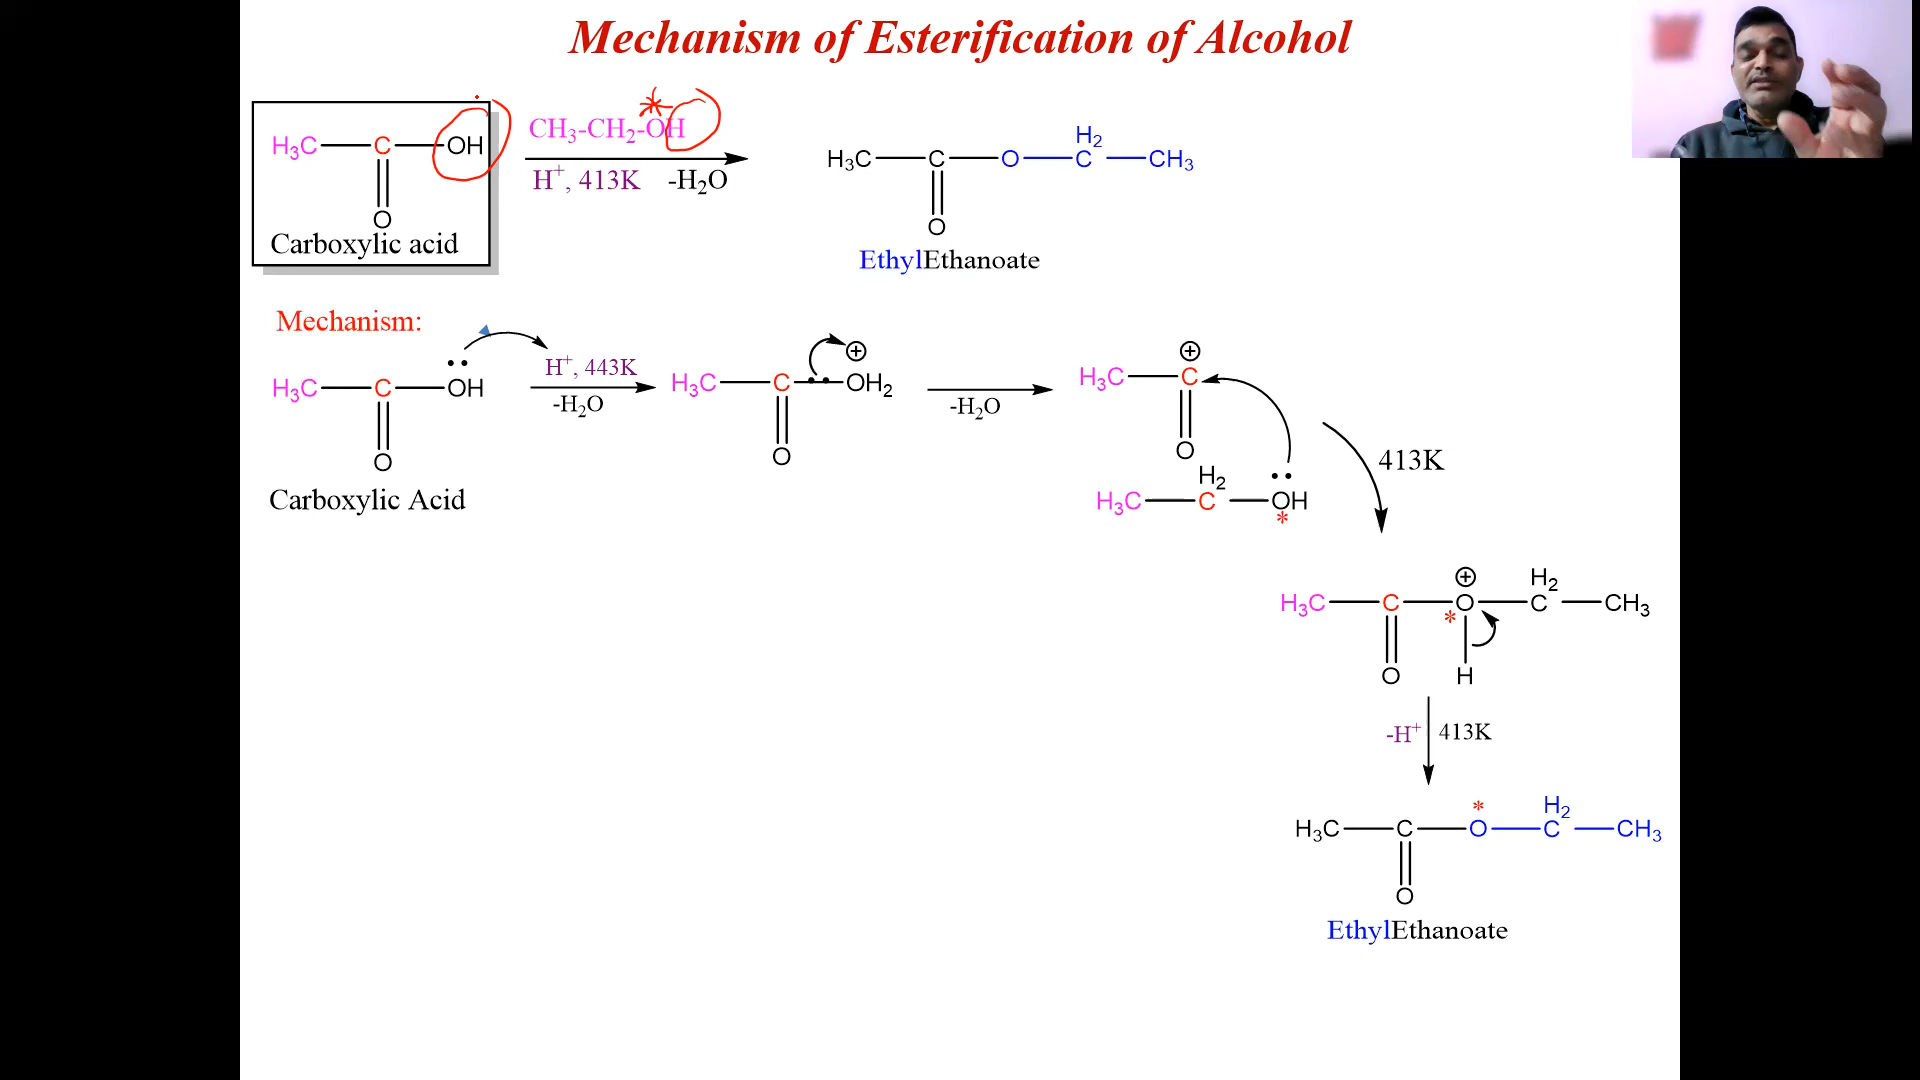 Mechanism of Esterification of Alcohol
H₃C C OH
O
Carboxylic acid
CH₃-CH₂-OH *
H⁺, 413K -H₂O
H₂
H₃C C O C CH₃
O
EthylEthanoate
Mechanism:
H₃C C OH
O
Carboxylic Acid
H⁺, 443K
-H₂O
⊕
H₃C C OH₂
O
-H₂O
⊕
H₃C C
O
H₂
H₃C C OH
*
413K
⊕ H₂
H₃C C O C CH₃
*
O H
-H⁺ 413K
* H₂
H₃C C O C CH₃
O
EthylEthanoate